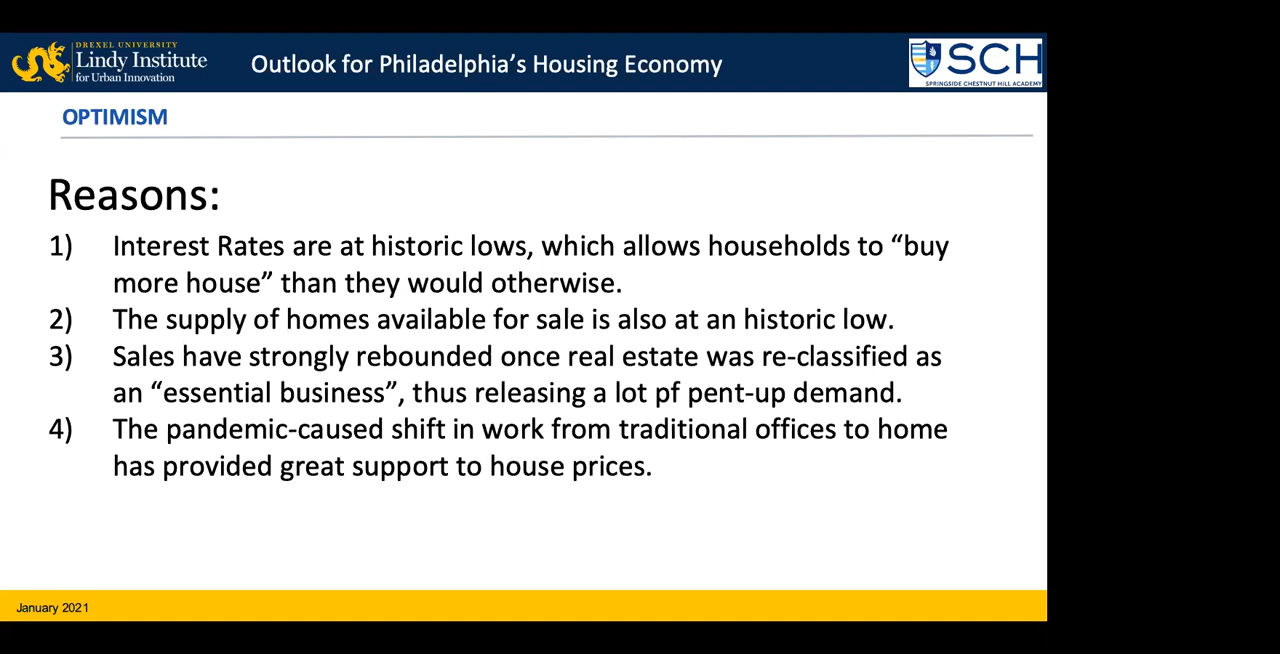 DREXEL UNIVERSITY
Lindy Institute
for Urban Innovation
Outlook for Philadelphia’s Housing Economy
SCH
SPRINGSIDE CHESTNUT HILL ACADEMY
OPTIMISM
Reasons:
1) Interest Rates are at historic lows, which allows households to “buy
more house” than they would otherwise.
2) The supply of homes available for sale is also at an historic low.
3) Sales have strongly rebounded once real estate was re-classified as
an “essential business”, thus releasing a lot pf pent-up demand.
4) The pandemic-caused shift in work from traditional offices to home
has provided great support to house prices.
January 2021